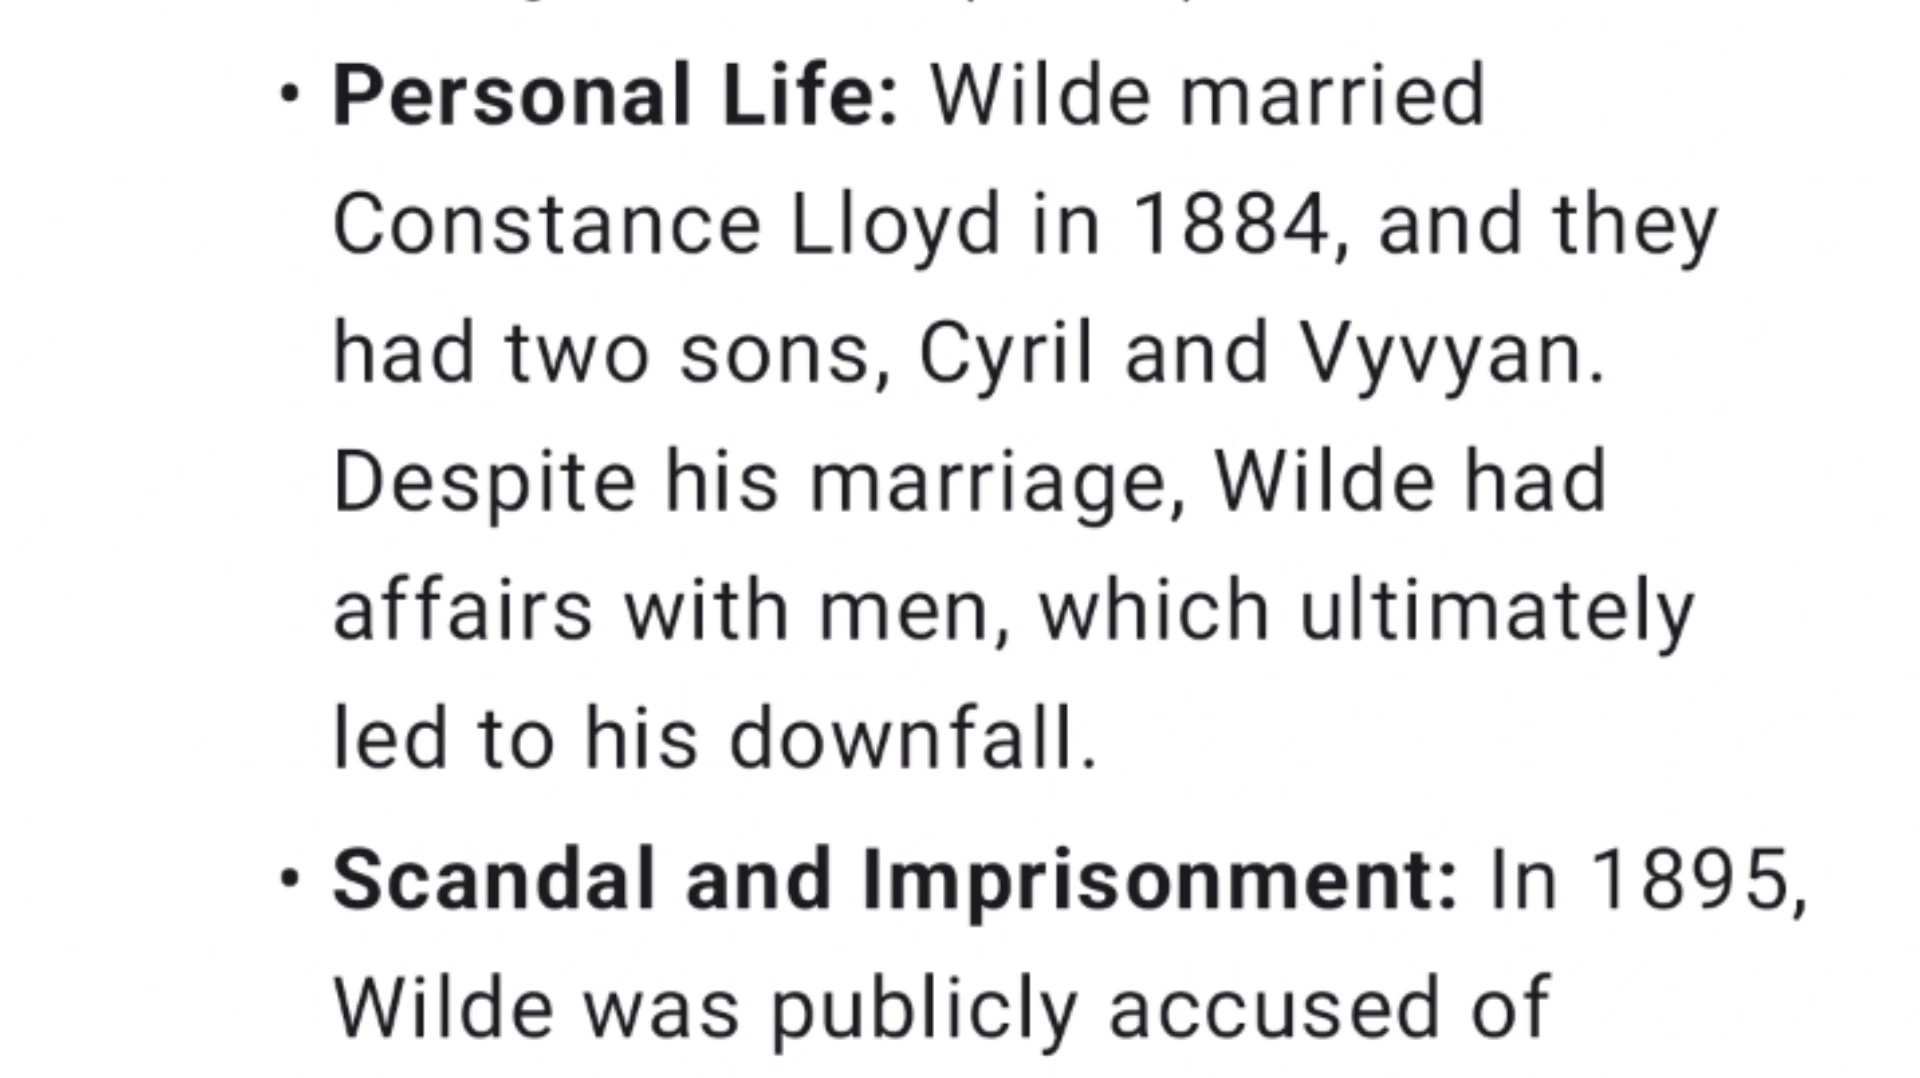 • Personal Life: Wilde married
Constance Lloyd in 1884, and they
had two sons, Cyril and Vyvyan.
Despite his marriage, Wilde had
affairs with men, which ultimately
led to his downfall.
• Scandal and Imprisonment: In 1895,
Wilde was publicly accused of